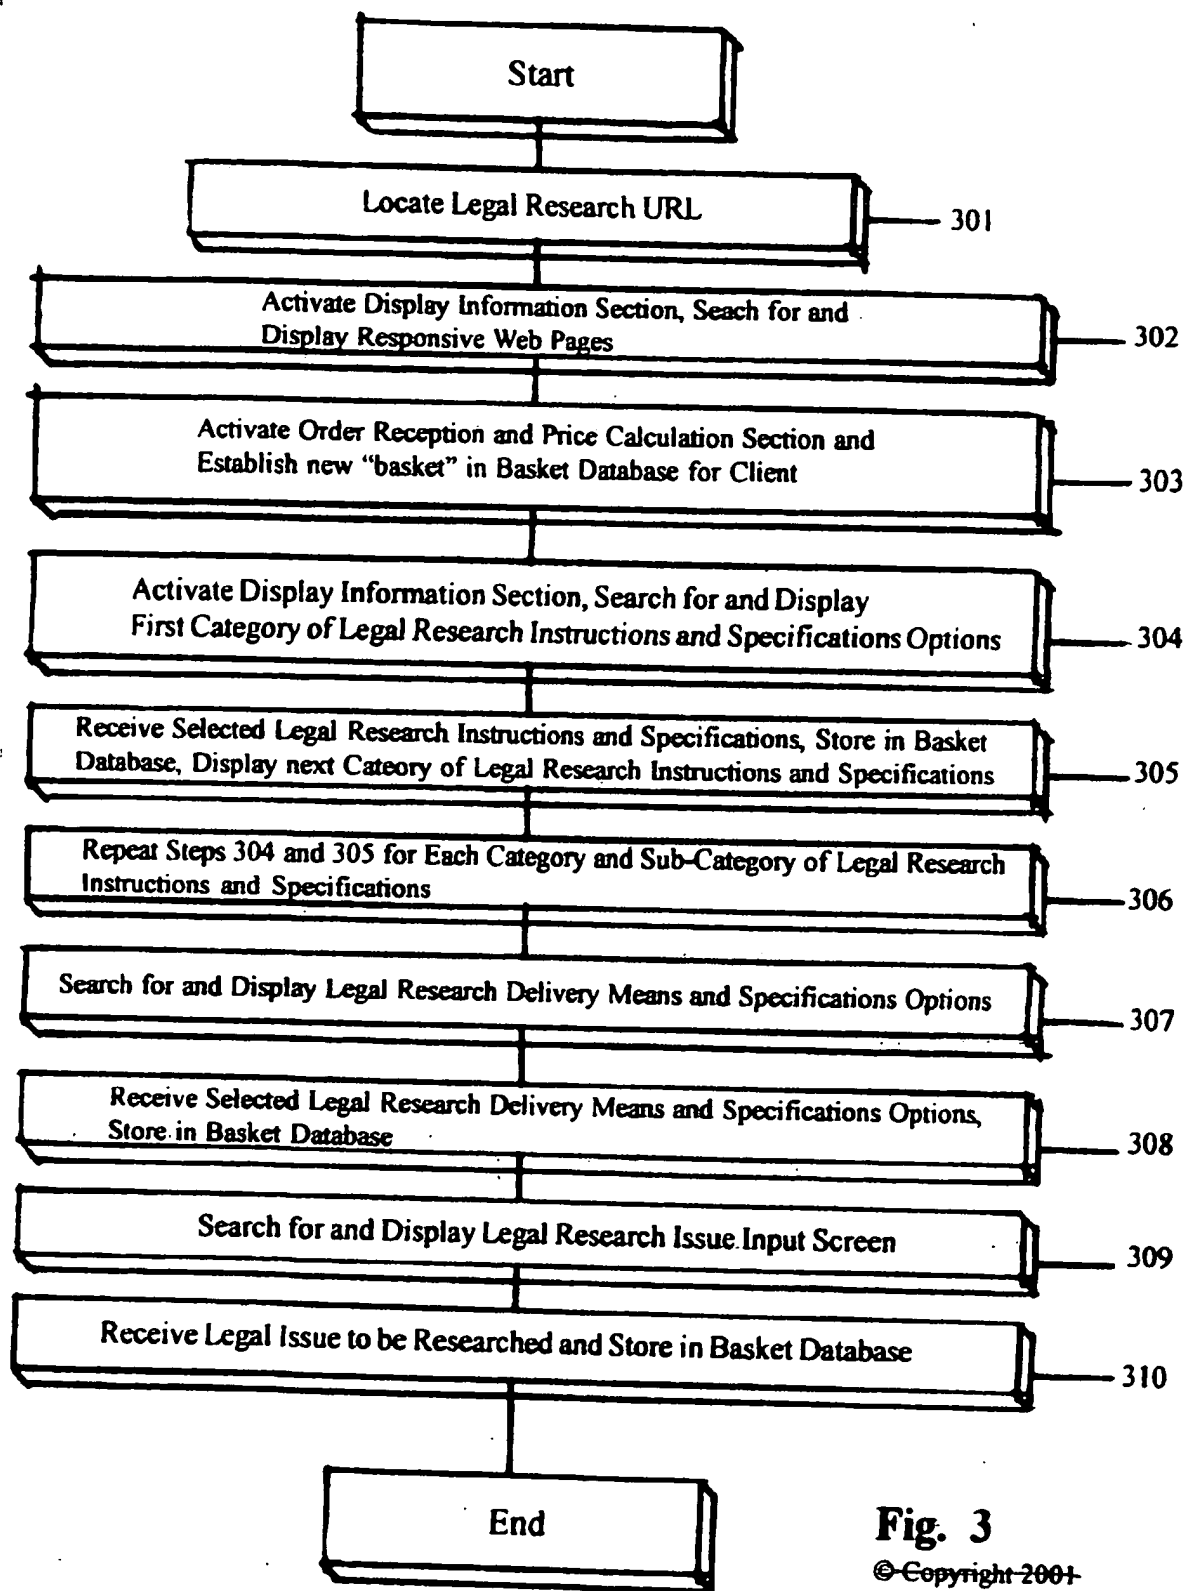 Start
Locate Legal Research URL
301
Activate Display Information Section, Seach for and
Display Responsive Web Pages
302
Activate Order Reception and Price Calculation Section and
Establish new “basket” in Basket Database for Client
303
Activate Display Information Section, Search for and Display
First Category of Legal Research Instructions and Specifications Options
304
Receive Selected Legal Research Instructions and Specifications, Store in Basket
Database, Display next Cateory of Legal Research Instructions and Specifications
305
Repeat Steps 304 and 305 for Each Category and Sub-Category of Legal Research
Instructions and Specifications
306
Search for and Display Legal Research Delivery Means and Specifications Options
307
Receive Selected Legal Research Delivery Means and Specifications Options,
Store in Basket Database
308
Search for and Display Legal Research Issue Input Screen
309
Receive Legal Issue to be Researched and Store in Basket Database
310
End
Fig. 3
© Copyright 2001